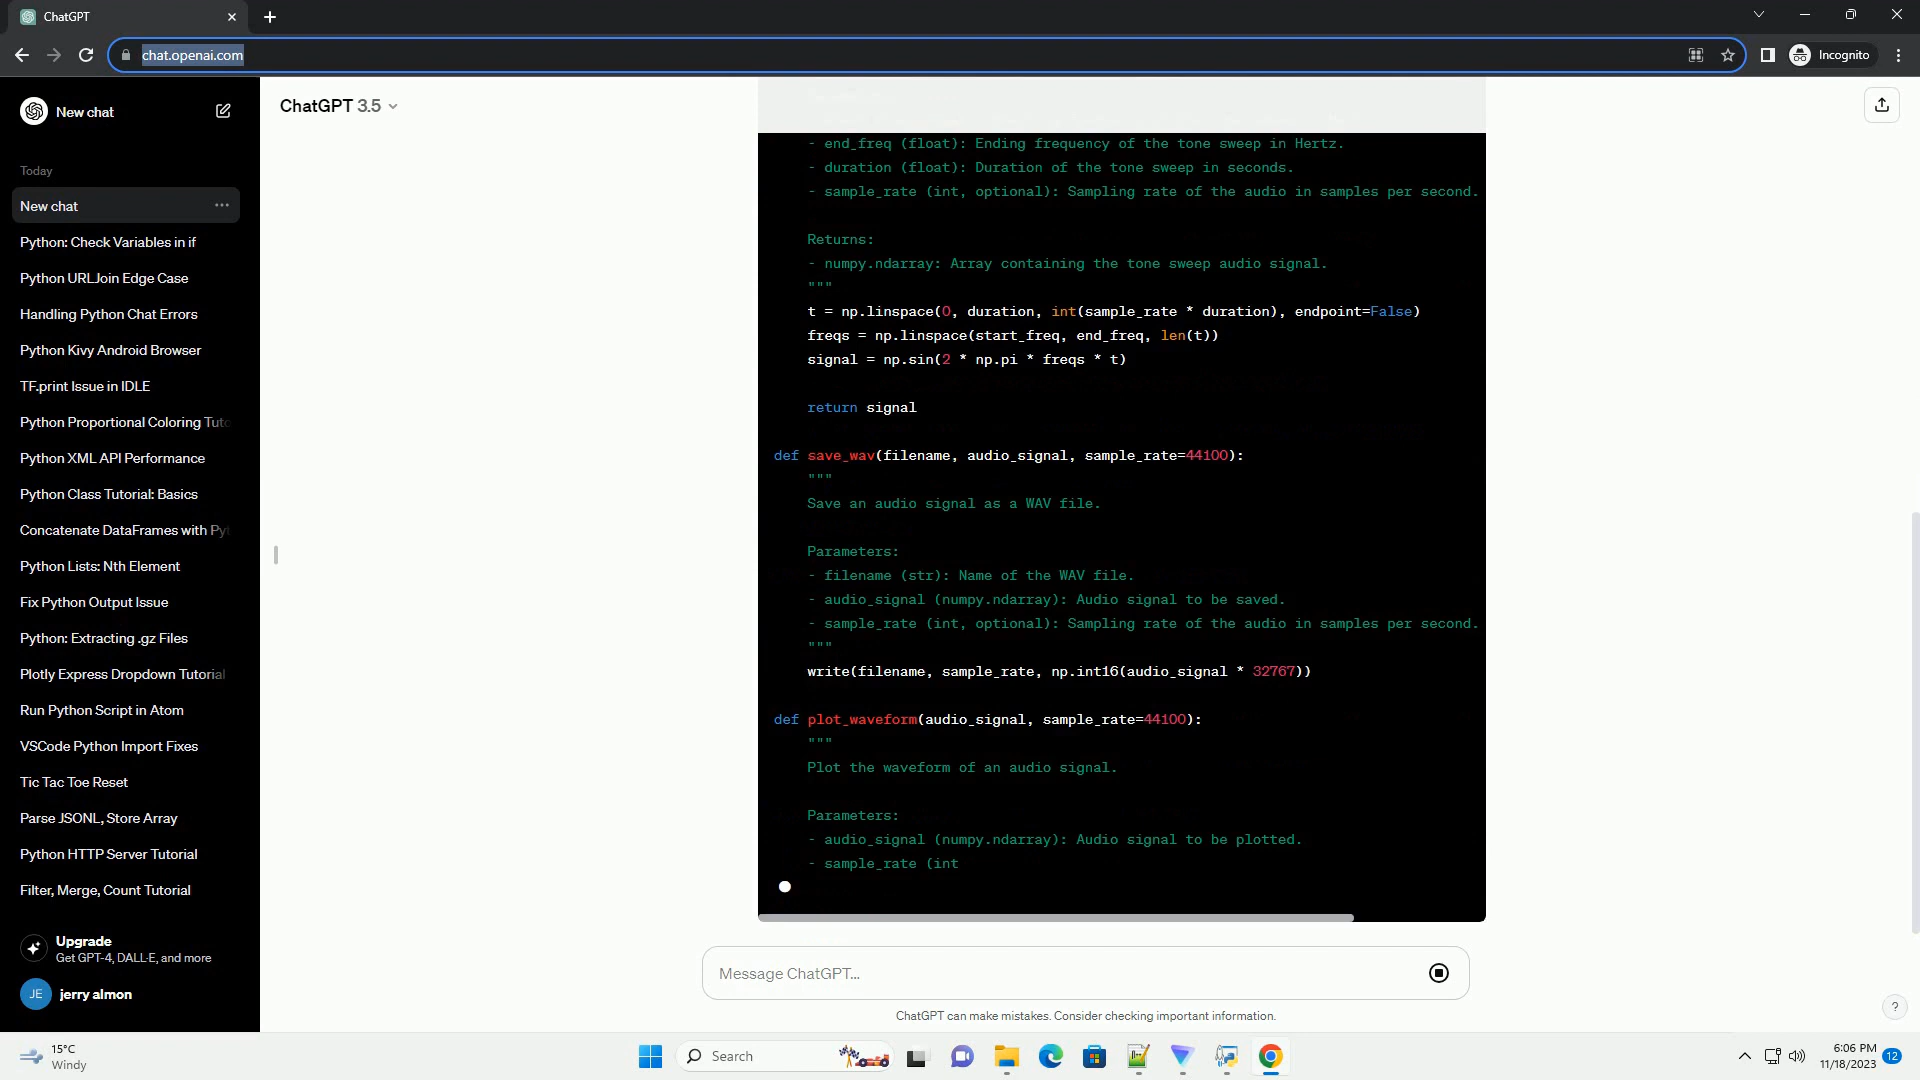 ChatGPT
chat.openai.com
Incognito
New chat
ChatGPT 3.5
Today
New chat
Python: Check Variables in if
Python URLJoin Edge Case
Handling Python Chat Errors
Python Kivy Android Browser
TF.print Issue in IDLE
Python Proportional Coloring Tuto
Python XML API Performance
Python Class Tutorial: Basics
Concatenate DataFrames with Pyt
Python Lists: Nth Element
Fix Python Output Issue
Python: Extracting .gz Files
Plotly Express Dropdown Tutorial
Run Python Script in Atom
VSCode Python Import Fixes
Tic Tac Toe Reset
Parse JSONL, Store Array
Python HTTP Server Tutorial
Filter, Merge, Count Tutorial
Upgrade
Get GPT-4, DALL·E, and more
JE jerry almon
- end_freq (float): Ending frequency of the tone sweep in Hertz.
- duration (float): Duration of the tone sweep in seconds.
- sample_rate (int, optional): Sampling rate of the audio in samples per second.
Returns:
- numpy.ndarray: Array containing the tone sweep audio signal.
"""
t = np.linspace(0, duration, int(sample_rate * duration), endpoint=False)
freqs = np.linspace(start_freq, end_freq, len(t))
signal = np.sin(2 * np.pi * freqs * t)
return signal
def save_wav(filename, audio_signal, sample_rate=44100):
"""
Save an audio signal as a WAV file.
Parameters:
- filename (str): Name of the WAV file.
- audio_signal (numpy.ndarray): Audio signal to be saved.
- sample_rate (int, optional): Sampling rate of the audio in samples per second.
"""
write(filename, sample_rate, np.int16(audio_signal * 32767))
def plot_waveform(audio_signal, sample_rate=44100):
"""
Plot the waveform of an audio signal.
Parameters:
- audio_signal (numpy.ndarray): Audio signal to be plotted.
- sample_rate (int
Message ChatGPT...
ChatGPT can make mistakes. Consider checking important information.
?
15°C
Windy
Search
6:06 PM
11/18/2023
12